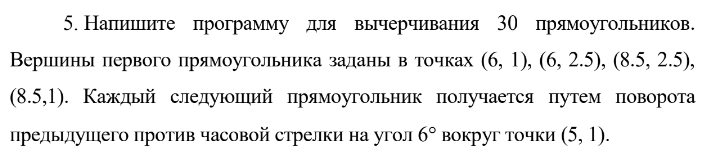 5. Напишите программу для вычерчивания 30 прямоугольников.
Вершины первого прямоугольника заданы в точках (6, 1), (6, 2.5), (8.5, 2.5),
(8.5,1). Каждый следующий прямоугольник получается путем поворота
предыдущего против часовой стрелки на угол 6° вокруг точки (5, 1).